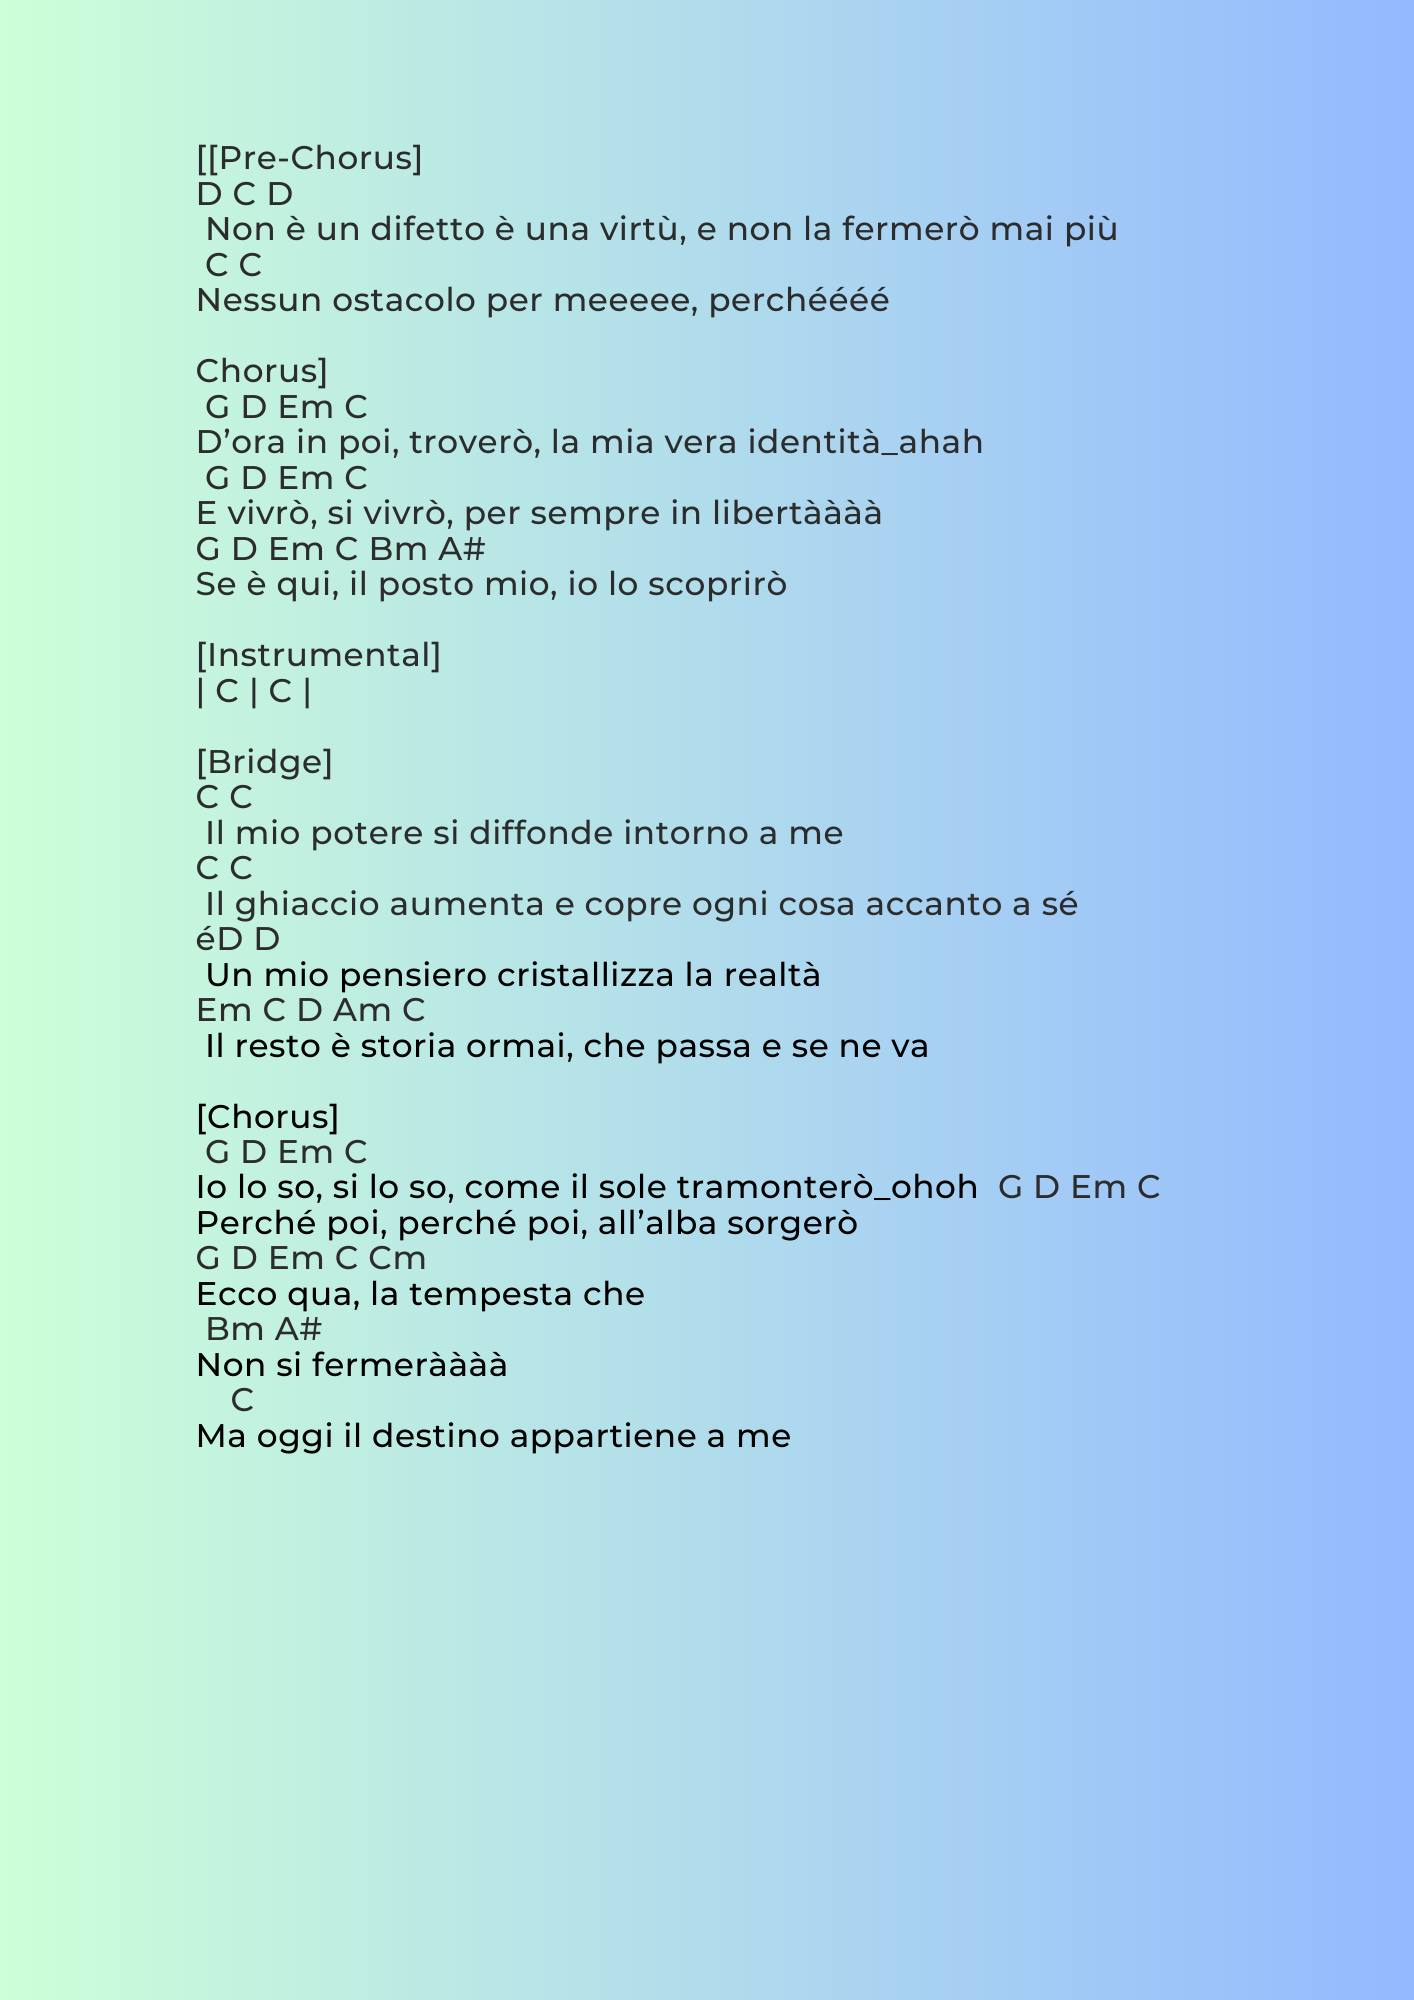 [[Pre-Chorus]
D C D
Non è un difetto è una virtù, e non la fermerò mai più
C C
Nessun ostacolo per meeeee, perchéééé
Chorus]
G D Em C
D’ora in poi, troverò, la mia vera identità_ahah
G D Em C
E vivrò, si vivrò, per sempre in libertàààà
G D Em C Bm A#
Se è qui, il posto mio, io lo scoprirò
[Instrumental]
| C | C |
[Bridge]
C C
Il mio potere si diffonde intorno a me
C C
Il ghiaccio aumenta e copre ogni cosa accanto a sé
éD D
Un mio pensiero cristallizza la realtà
Em C D Am C
Il resto è storia ormai, che passa e se ne va
[Chorus]
G D Em C
Io lo so, si lo so, come il sole tramonterò_ohoh  G D Em C
Perché poi, perché poi, all’alba sorgerò
G D Em C Cm
Ecco qua, la tempesta che
Bm A#
Non si fermeràààà
C
Ma oggi il destino appartiene a me